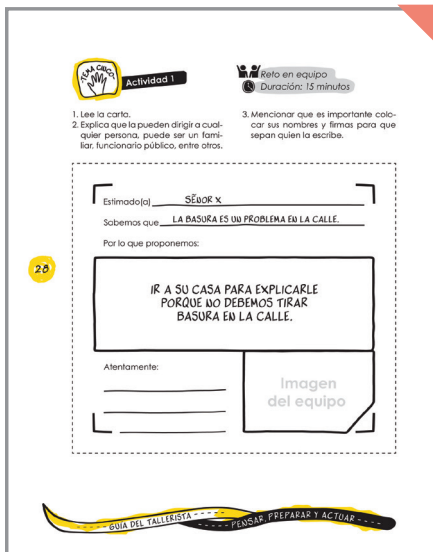 TEMA CINCO
Actividad 1
Reto en equipo
Duración: 15 minutos
1. Lee la carta.
2. Explica que la pueden dirigir a cual-
quier persona, puede ser un fami-
liar, funcionario público, entre otros.
3. Mencionar que es importante colo-
car sus nombres y firmas para que
sepan quien la escribe.
Estimado(a) SEÑOR X
Sabemos que LA BASURA ES UN PROBLEMA EN LA CALLE.
Por lo que proponemos:
IR A SU CASA PARA EXPLICARLE
PORQUE NO DEBEMOS TIRAR
BASURA EN LA CALLE.
Atentamente:
Imagen
del equipo
28
GUÍA DEL TALLERISTA
PENSAR, PREPARAR Y ACTUAR